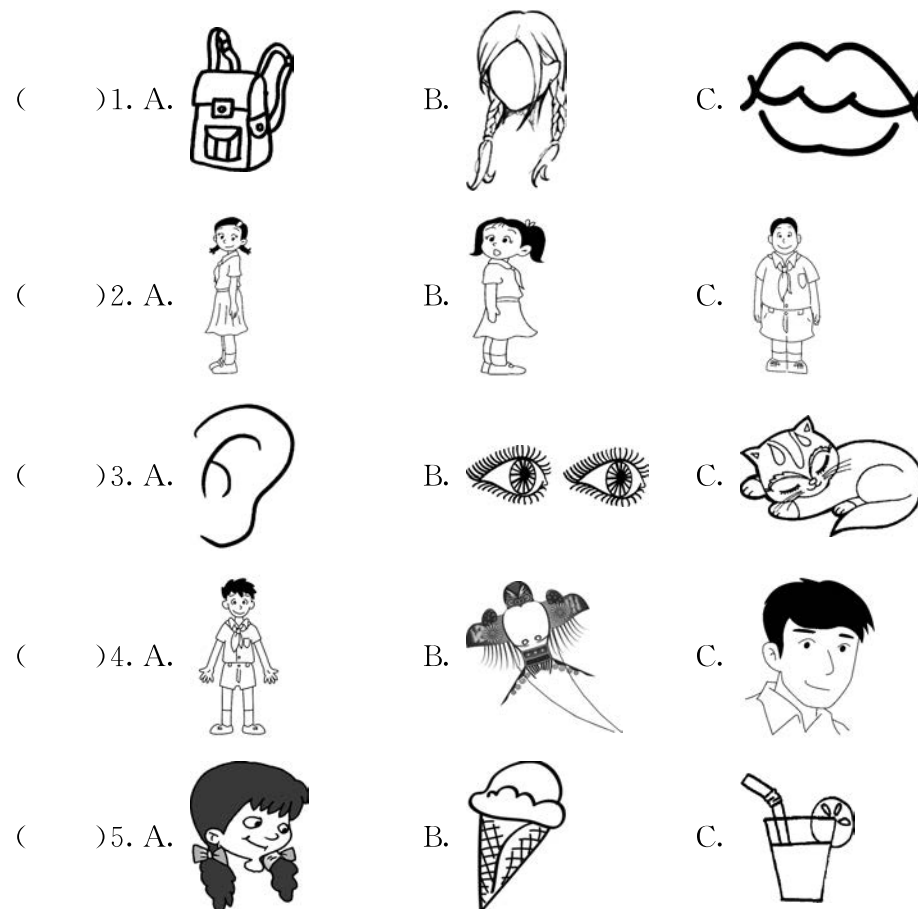 (  )1. A. B. C.
(  )2. A. B. C.
(  )3. A. B. C.
(  )4. A. B. C.
(  )5. A. B. C.